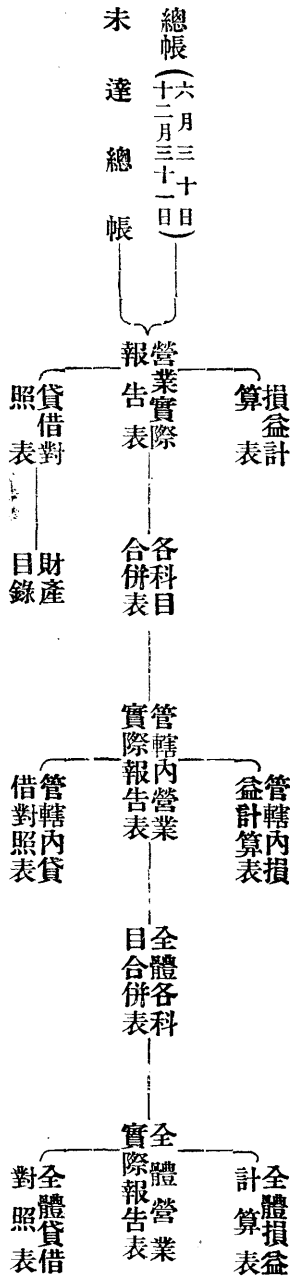 總帳(六月三十日
十二月三十一日)
未達總帳
營業實際
報告表
損益計
算表
貸借對
照表
財產
目錄
各科目
合併表
管轄內營業
實際報告表
管轄內損
益計算表
管轄內貸
借對照表
全體各科
目合併表
全體營業
實際報告表
全體損益
計算表
全體貸借
對照表